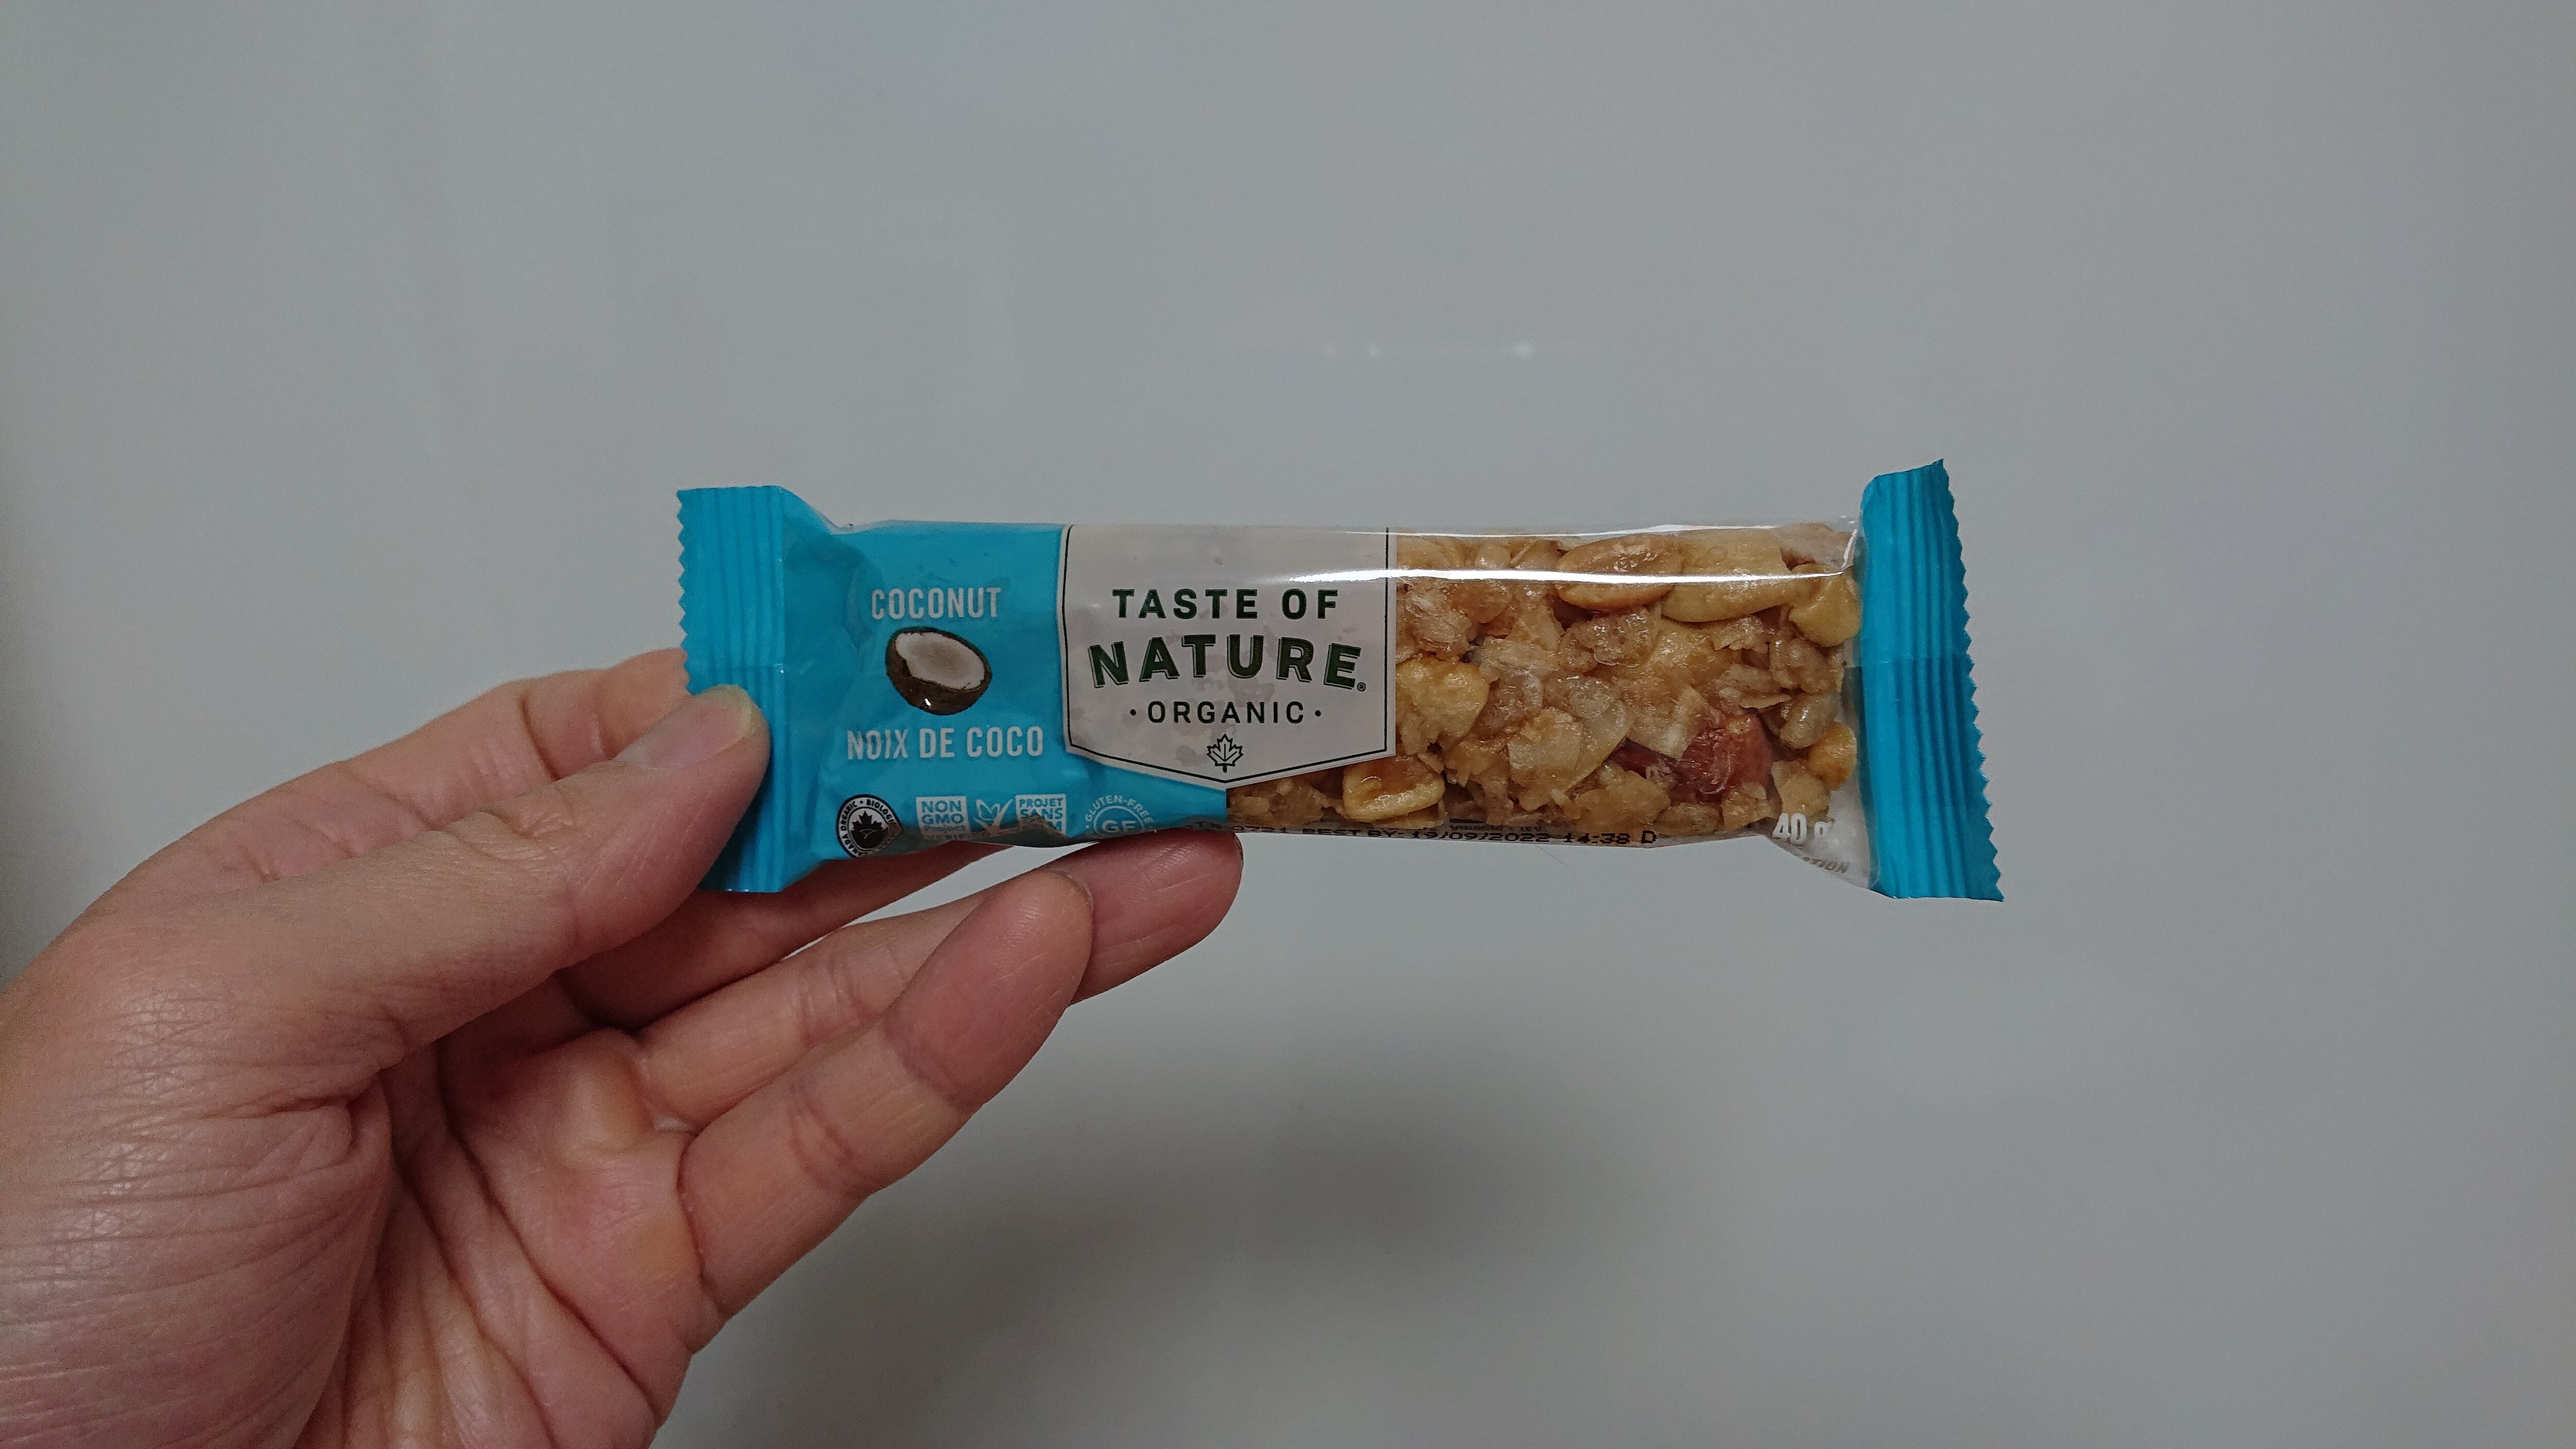 COCONUT
NOIX DE COCO
TASTE OF
NATURE®
·ORGANIC·
NON
GMO
Project
PROJET
SANS
GLUTEN-FREE
GF
BEST BY: 19/09/2022 14:38 D
40 g